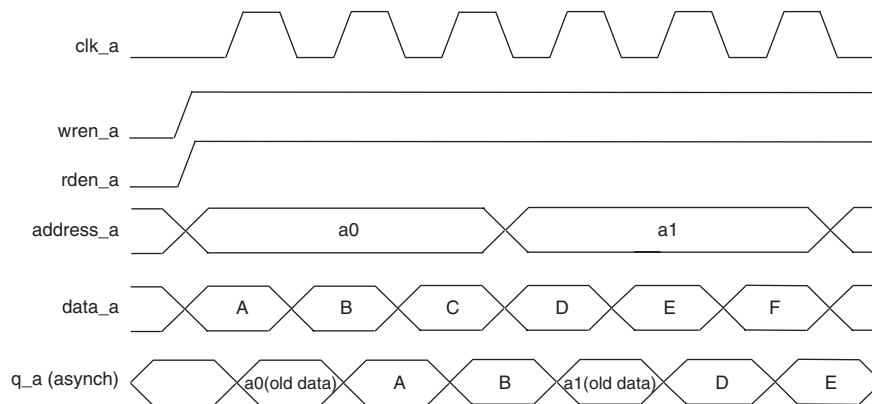 clk_a
wren_a
rden_a
address_a a0 a1
data_a A B C D E F
q_a (asynch) a0(old data) A B a1(old data) D E